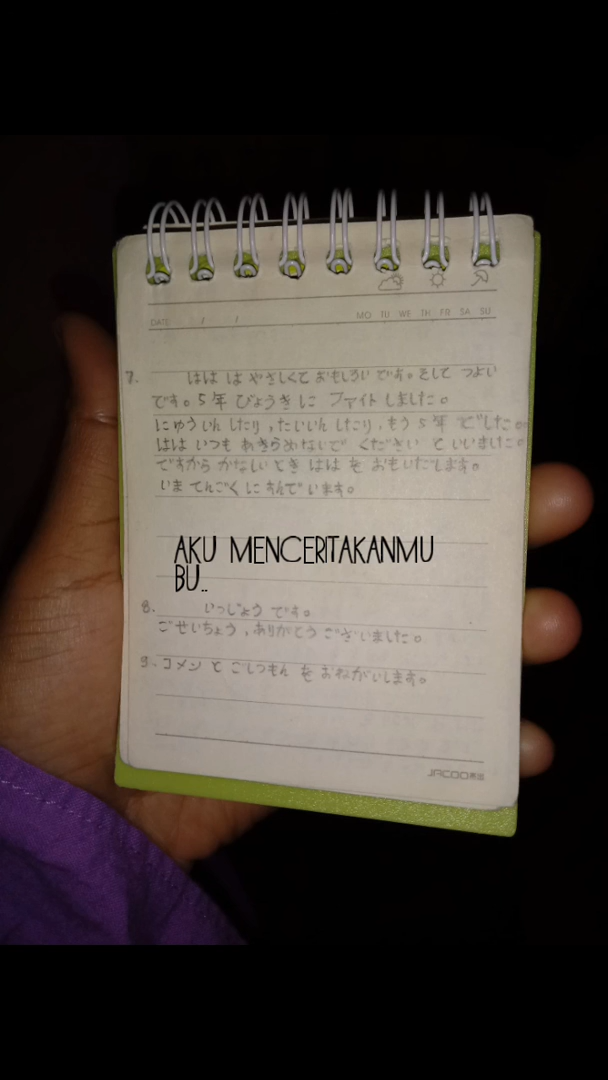 DATE / /
MO TU WE TH FR SA SU
7. はは は やさしくと おもしろい です。そして つよい
です。5年 びょうき に ファイト しました。
にゅういん したり、たいいん したり、もう 5年 でした。
はは いつも あきらめないで ください と いいました。
ですから かなしい とき はは を おもいだします。
いま てんごく に すんで います。
AKU MENCERITAKANMU
BU..
8. いっじょう です。
ごせいちょう、ありがとう ございました。
9. コメン と ごしつもん を おねがいします。